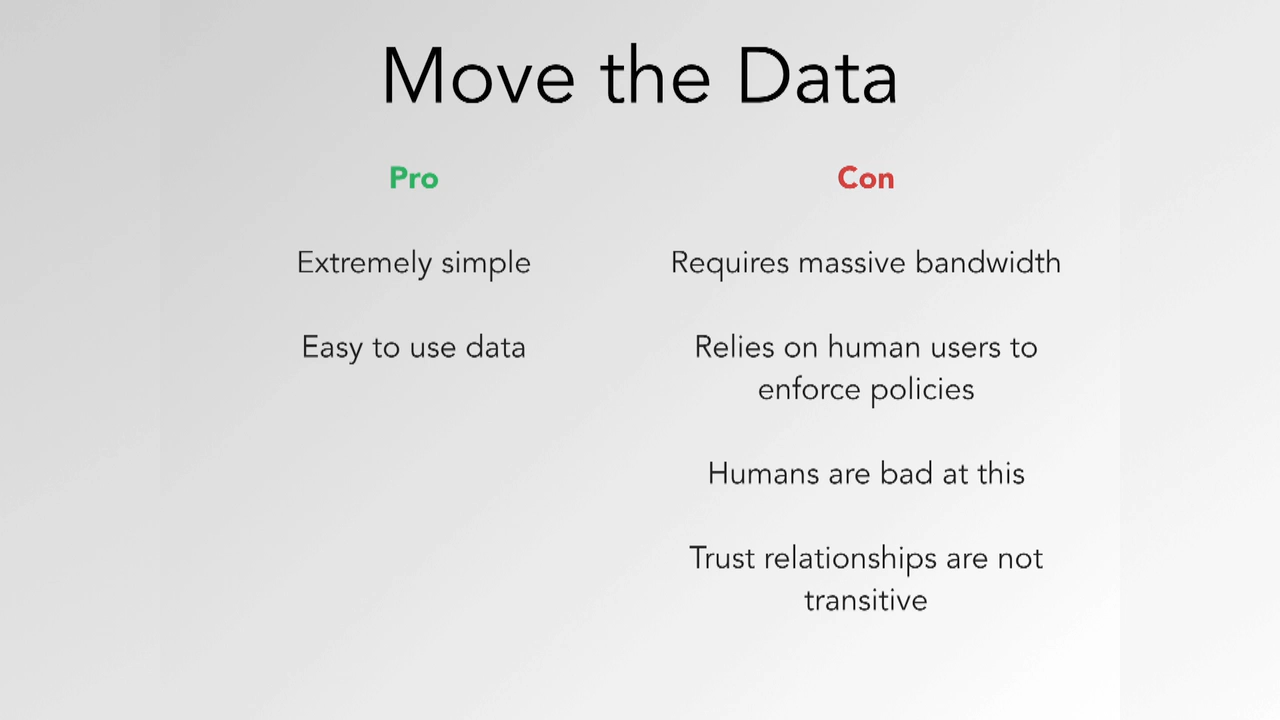 Move the Data
Pro
Extremely simple
Easy to use data
Con
Requires massive bandwidth
Relies on human users to
enforce policies
Humans are bad at this
Trust relationships are not
transitive